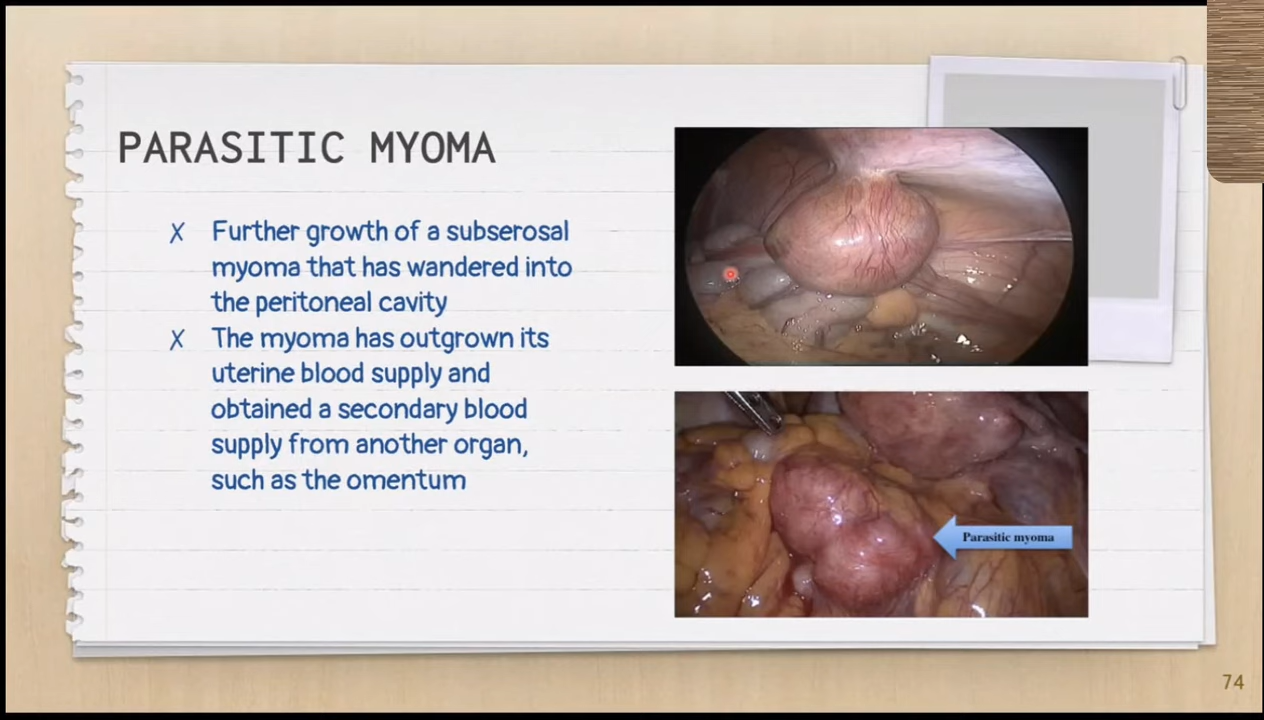 PARASITIC MYOMA
✗ Further growth of a subserosal
myoma that has wandered into
the peritoneal cavity
✗ The myoma has outgrown its
uterine blood supply and
obtained a secondary blood
supply from another organ,
such as the omentum
Parasitic myoma
74